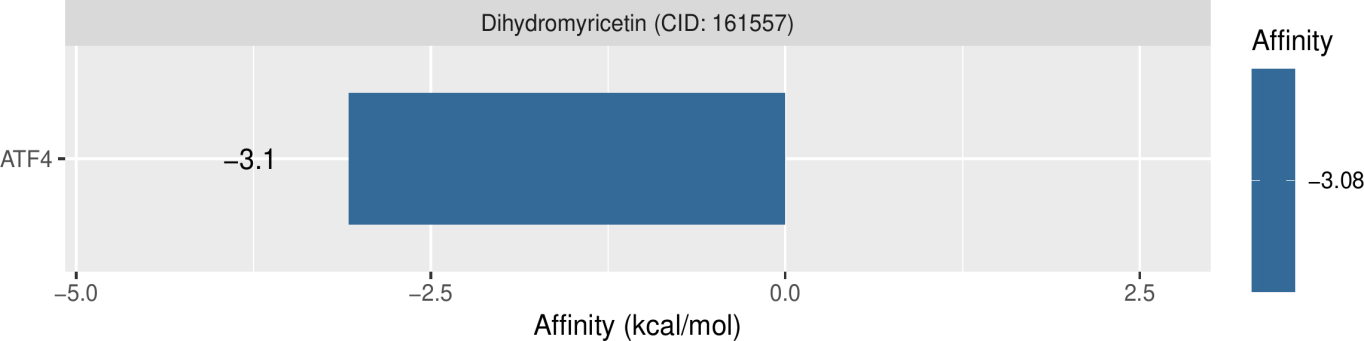 Dihydromyricetin (CID: 161557)
ATF4
−3.1
−5.0
−2.5
0.0
2.5
Affinity (kcal/mol)
Affinity
−3.08